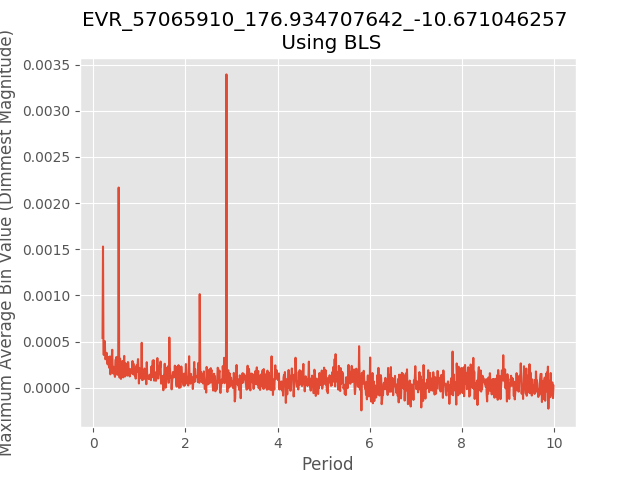 EVR_57065910_176.934707642_-10.671046257
Using BLS
Maximum Average Bin Value (Dimmest Magnitude)
0.0035
0.0030
0.0025
0.0020
0.0015
0.0010
0.0005
0.0000
0 2 4 6 8 10
Period